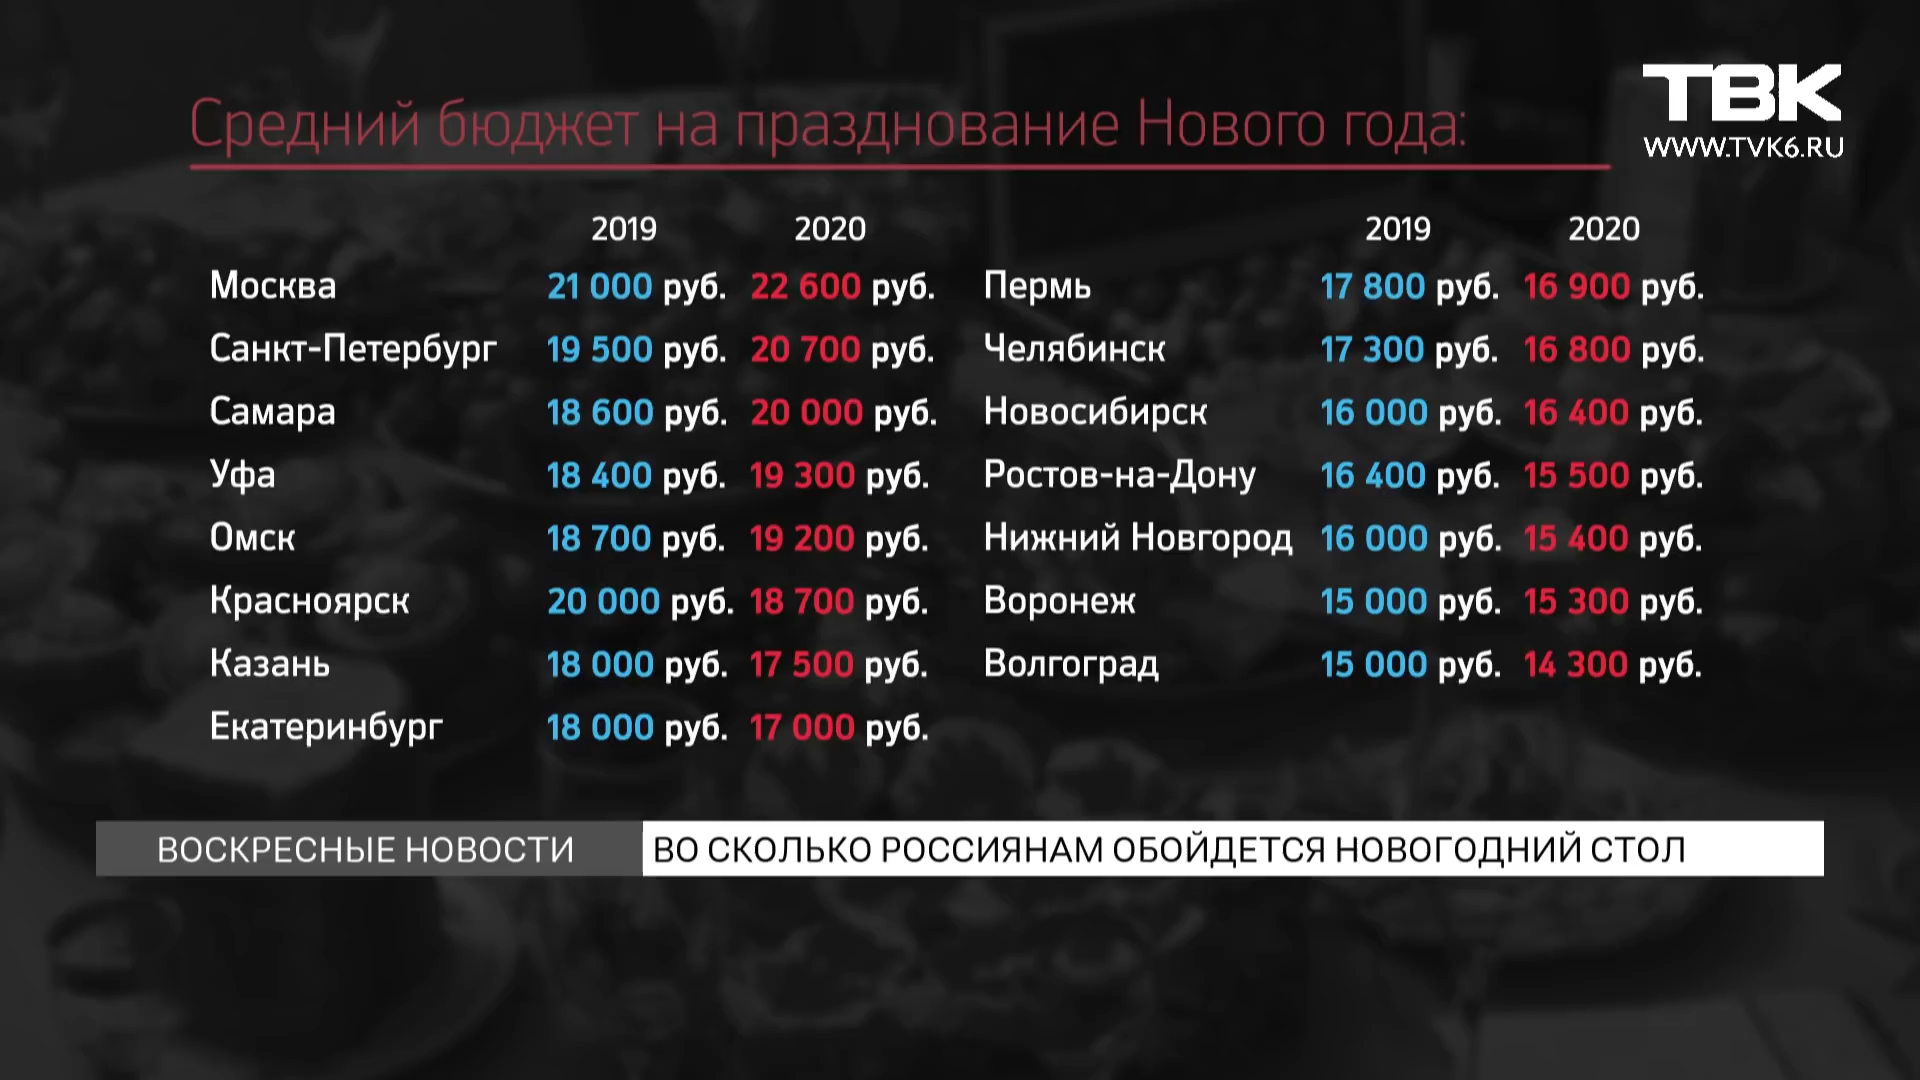 Средний бюджет на празднование Нового года:
ТВК
WWW.TVK6.RU
2019 2020
Москва 21 000 руб. 22 600 руб.
Санкт-Петербург 19 500 руб. 20 700 руб.
Самара 18 600 руб. 20 000 руб.
Уфа 18 400 руб. 19 300 руб.
Омск 18 700 руб. 19 200 руб.
Красноярск 20 000 руб. 18 700 руб.
Казань 18 000 руб. 17 500 руб.
Екатеринбург 18 000 руб. 17 000 руб.
2019 2020
Пермь 17 800 руб. 16 900 руб.
Челябинск 17 300 руб. 16 800 руб.
Новосибирск 16 000 руб. 16 400 руб.
Ростов-на-Дону 16 400 руб. 15 500 руб.
Нижний Новгород 16 000 руб. 15 400 руб.
Воронеж 15 000 руб. 15 300 руб.
Волгоград 15 000 руб. 14 300 руб.
ВОСКРЕСНЫЕ НОВОСТИ
ВО СКОЛЬКО РОССИЯНАМ ОБОЙДЕТСЯ НОВОГОДНИЙ СТОЛ